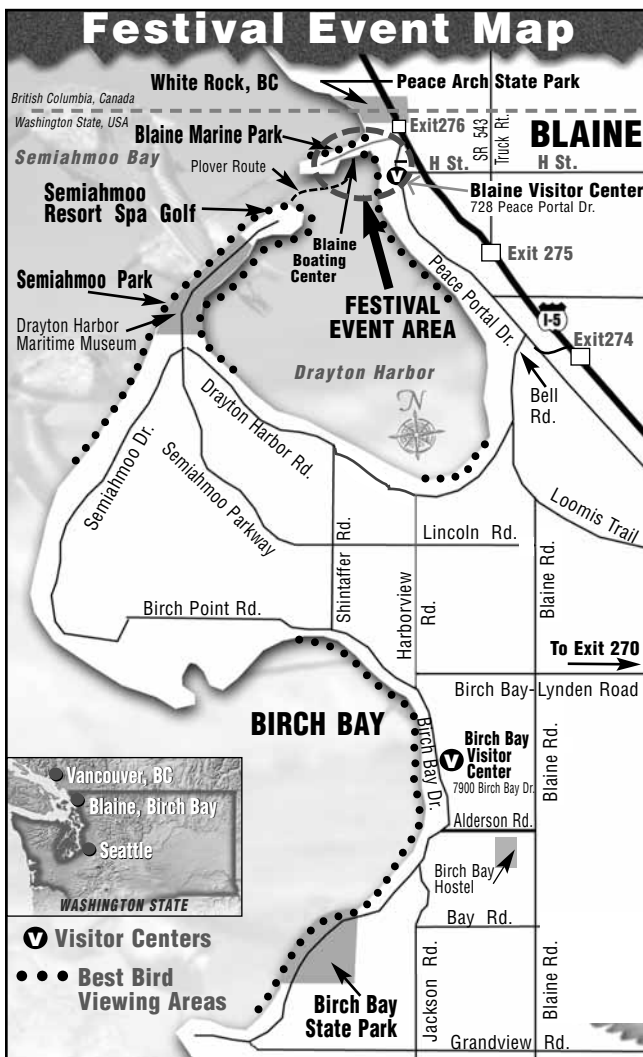 Festival Event Map
White Rock, BC
Peace Arch State Park
British Columbia, Canada
Washington State, USA
Exit276
SR 543
Truck Rt.
BLAINE
Blaine Marine Park
H St.
H St.
Semiahmoo Bay
Plover Route
V
Blaine Visitor Center
728 Peace Portal Dr.
Semiahmoo
Resort Spa Golf
Blaine
Boating
Center
Exit 275
Semiahmoo Park
FESTIVAL
EVENT AREA
Peace Portal Dr.
I-5
Drayton Harbor
Maritime Museum
Exit274
Drayton Harbor
N
Bell
Rd.
Drayton Harbor Rd.
Semiahmoo Dr.
Semiahmoo Parkway
Loomis Trail
Shintaffer Rd.
Lincoln Rd.
Harborview Rd.
Blaine Rd.
Birch Point Rd.
To Exit 270
Birch Bay-Lynden Road
BIRCH BAY
Birch Bay Dr.
V
Birch Bay
Visitor
Center
7900 Birch Bay Dr.
Blaine Rd.
Vancouver, BC
Blaine, Birch Bay
Seattle
WASHINGTON STATE
Alderson Rd.
Birch Bay
Hostel
Bay Rd.
V Visitor Centers
Best Bird
Viewing Areas
Birch Bay
State Park
Jackson Rd.
Blaine Rd.
Grandview Rd.